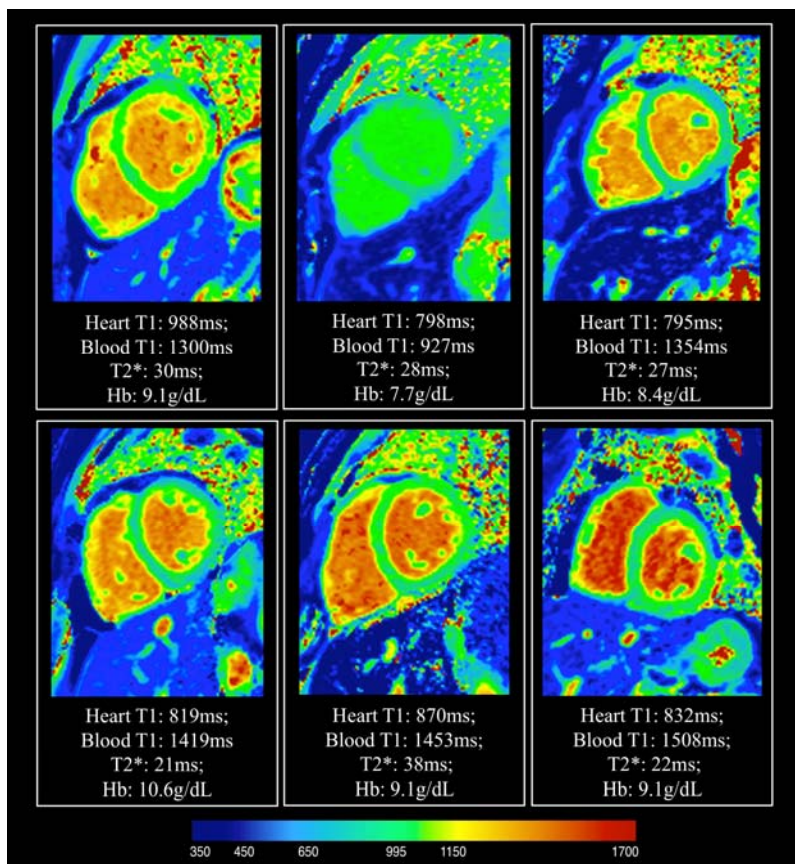 Heart T1: 988ms;
Blood T1: 1300ms
T2*: 30ms;
Hb: 9.1g/dL
Heart T1: 798ms;
Blood T1: 927ms
T2*: 28ms;
Hb: 7.7g/dL
Heart T1: 795ms;
Blood T1: 1354ms
T2*: 27ms;
Hb: 8.4g/dL
Heart T1: 819ms;
Blood T1: 1419ms
T2*: 21ms;
Hb: 10.6g/dL
Heart T1: 870ms;
Blood T1: 1453ms;
T2*: 38ms;
Hb: 9.1g/dL
Heart T1: 832ms;
Blood T1: 1508ms;
T2*: 22ms;
Hb: 9.1g/dL
350 450 650 995 1150 1700